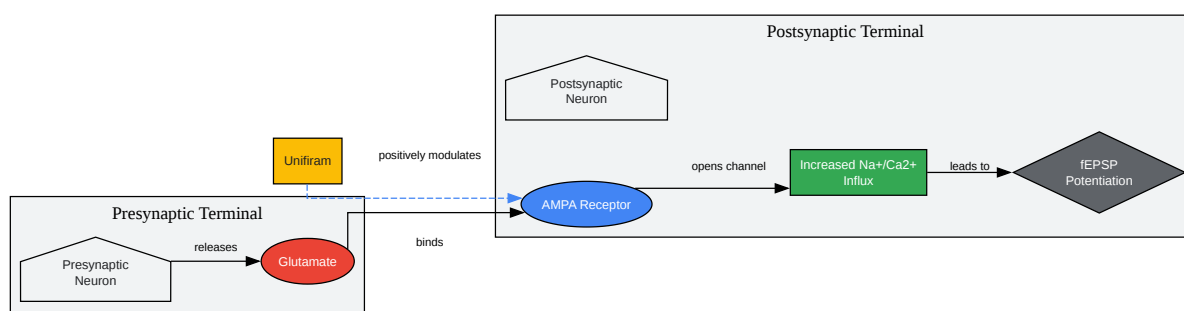 Postsynaptic Terminal
Postsynaptic
Neuron
Unifiram
positively modulates
opens channel
Increased Na+/Ca2+
Influx
leads to
fEPSP
Potentiation
AMPA Receptor
Presynaptic Terminal
binds
releases
Presynaptic
Neuron
Glutamate